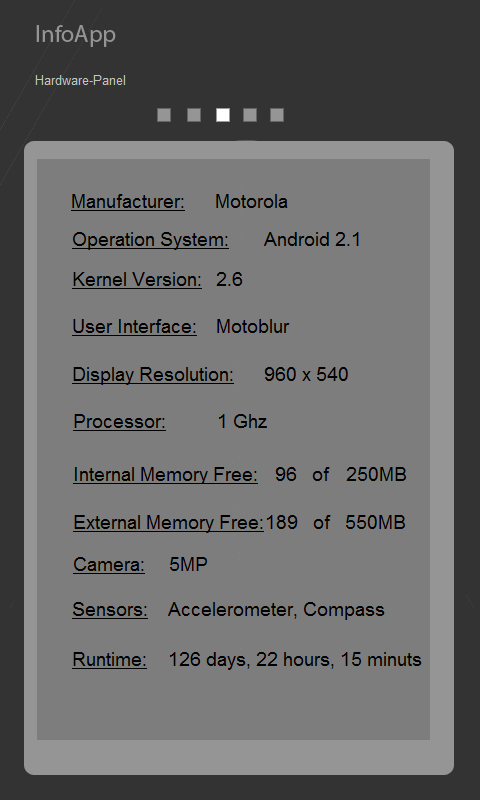 InfoApp
Hardware-Panel
Manufacturer: Motorola
Operation System: Android 2.1
Kernel Version: 2.6
User Interface: Motoblur
Display Resolution: 960 x 540
Processor: 1 Ghz
Internal Memory Free: 96 of 250MB
External Memory Free: 189 of 550MB
Camera: 5MP
Sensors: Accelerometer, Compass
Runtime: 126 days, 22 hours, 15 minuts